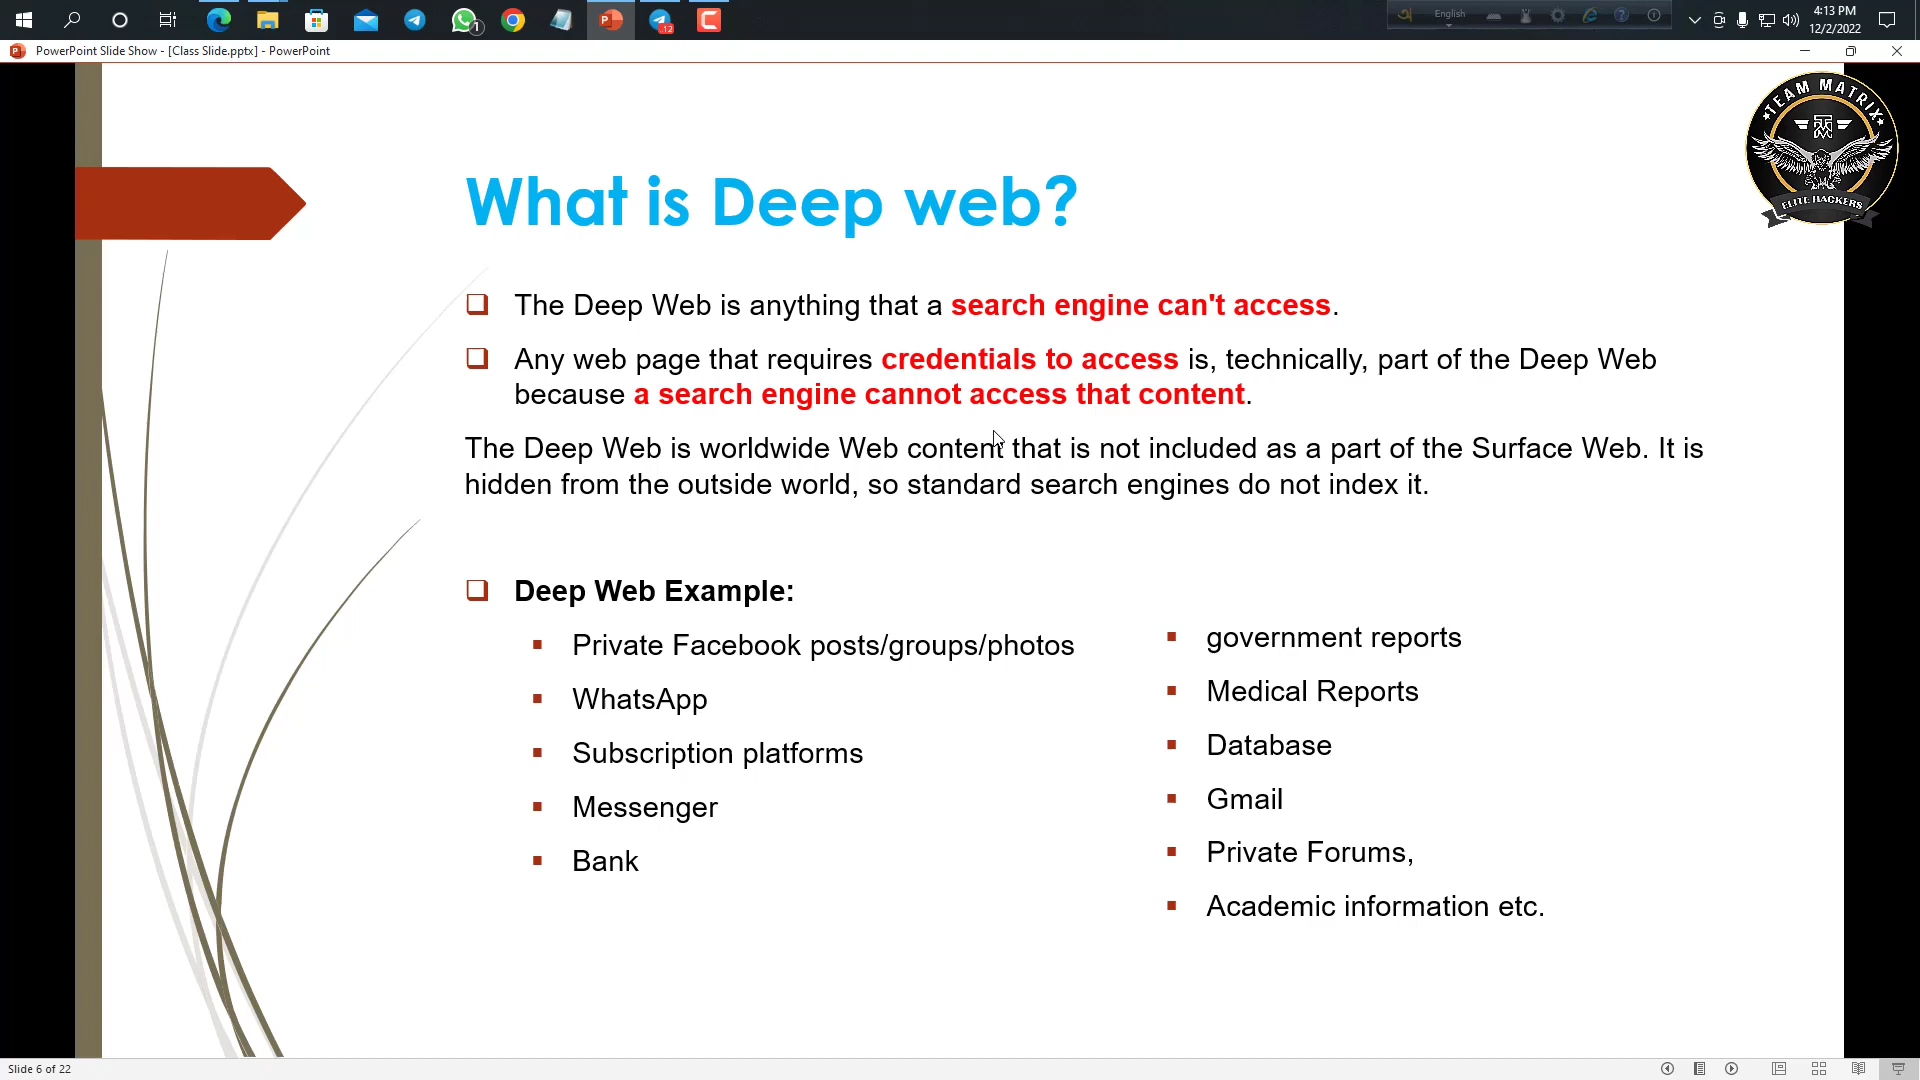 English
4:13 PM
12/2/2022
1
12
PowerPoint Slide Show - [Class Slide.pptx] - PowerPoint
TEAM MATRIX
ELITE HACKERS
What is Deep web?
The Deep Web is anything that a search engine can't access.
Any web page that requires credentials to access is, technically, part of the Deep Web
because a search engine cannot access that content.
The Deep Web is worldwide Web content that is not included as a part of the Surface Web. It is
hidden from the outside world, so standard search engines do not index it.
Deep Web Example:
Private Facebook posts/groups/photos
WhatsApp
Subscription platforms
Messenger
Bank
government reports
Medical Reports
Database
Gmail
Private Forums,
Academic information etc.
Slide 6 of 22